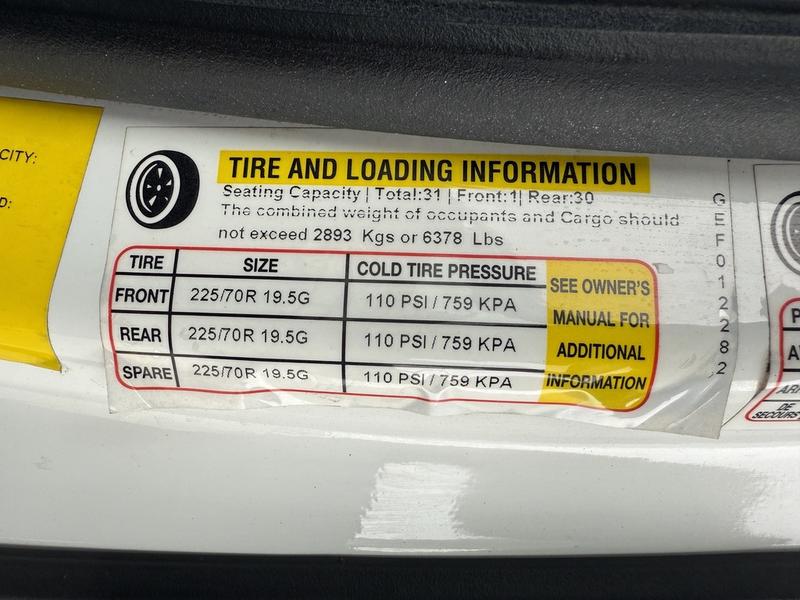 CITY:
D:
TIRE AND LOADING INFORMATION
Seating Capacity | Total:31 | Front:1| Rear:30
The combined weight of occupants and Cargo should
not exceed 2893 Kgs or 6378 Lbs
TIRE SIZE COLD TIRE PRESSURE
FRONT 225/70R 19.5G 110 PSI / 759 KPA
REAR 225/70R 19.5G 110 PSI / 759 KPA
SPARE 225/70R 19.5G 110 PSI / 759 KPA
SEE OWNER'S
MANUAL FOR
ADDITIONAL
INFORMATION
GEF012282
P
AV
ARR
DE
SECOURS